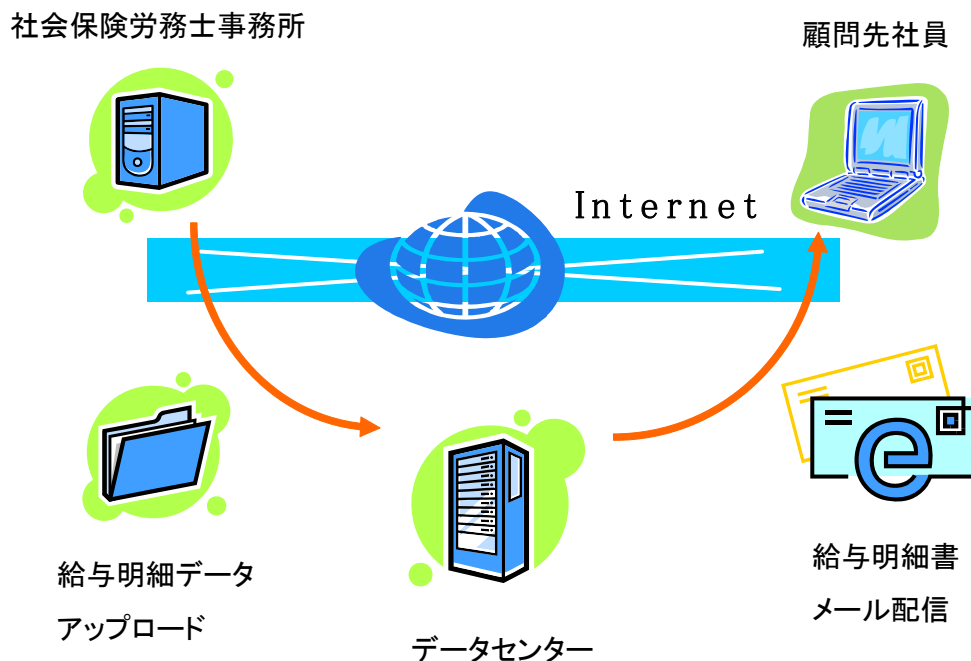 社会保険労務士事務所
顧問先社員
Internet
給与明細データ
アップロード
データセンター
給与明細書
メール配信